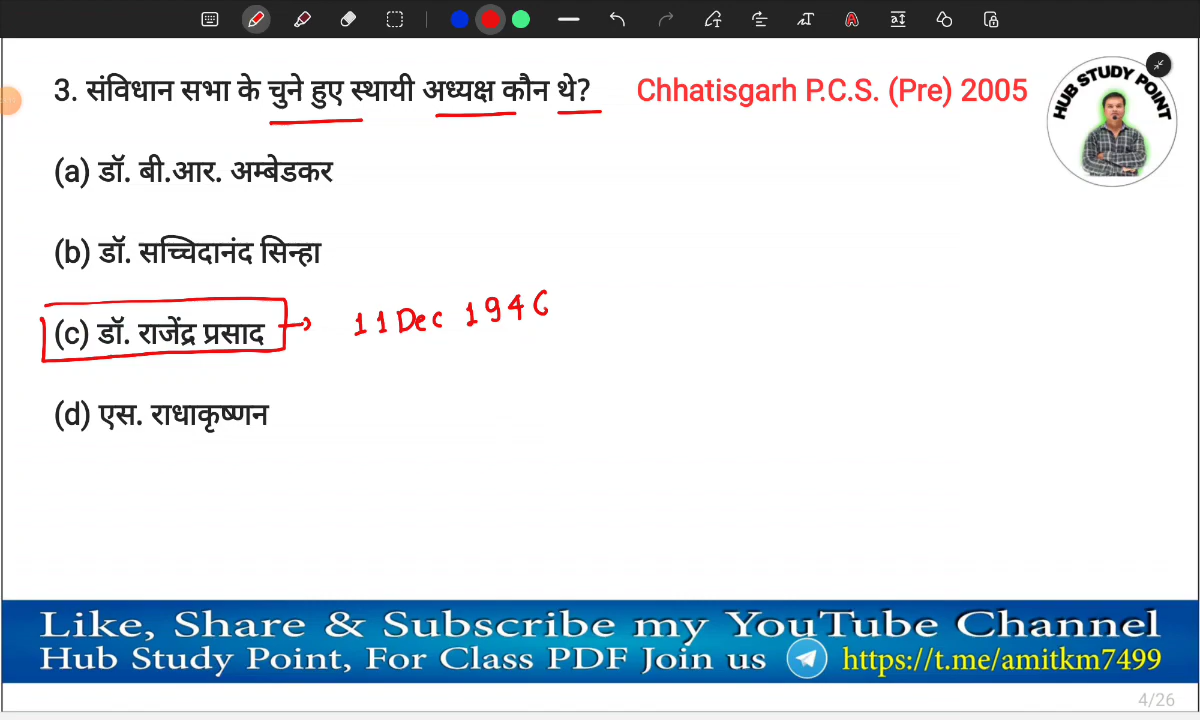 3. संविधान सभा के चुने हुए स्थायी अध्यक्ष कौन थे? Chhatisgarh P.C.S. (Pre) 2005
HUB STUDY POINT
(a) डॉ. बी.आर. अम्बेडकर
(b) डॉ. सच्चिदानंद सिन्हा
(c) डॉ. राजेंद्र प्रसाद → 11 Dec 1946
(d) एस. राधाकृष्णन
Like, Share & Subscribe my YouTube Channel
Hub Study Point, For Class PDF Join us https://t.me/amitkm7499
4/26